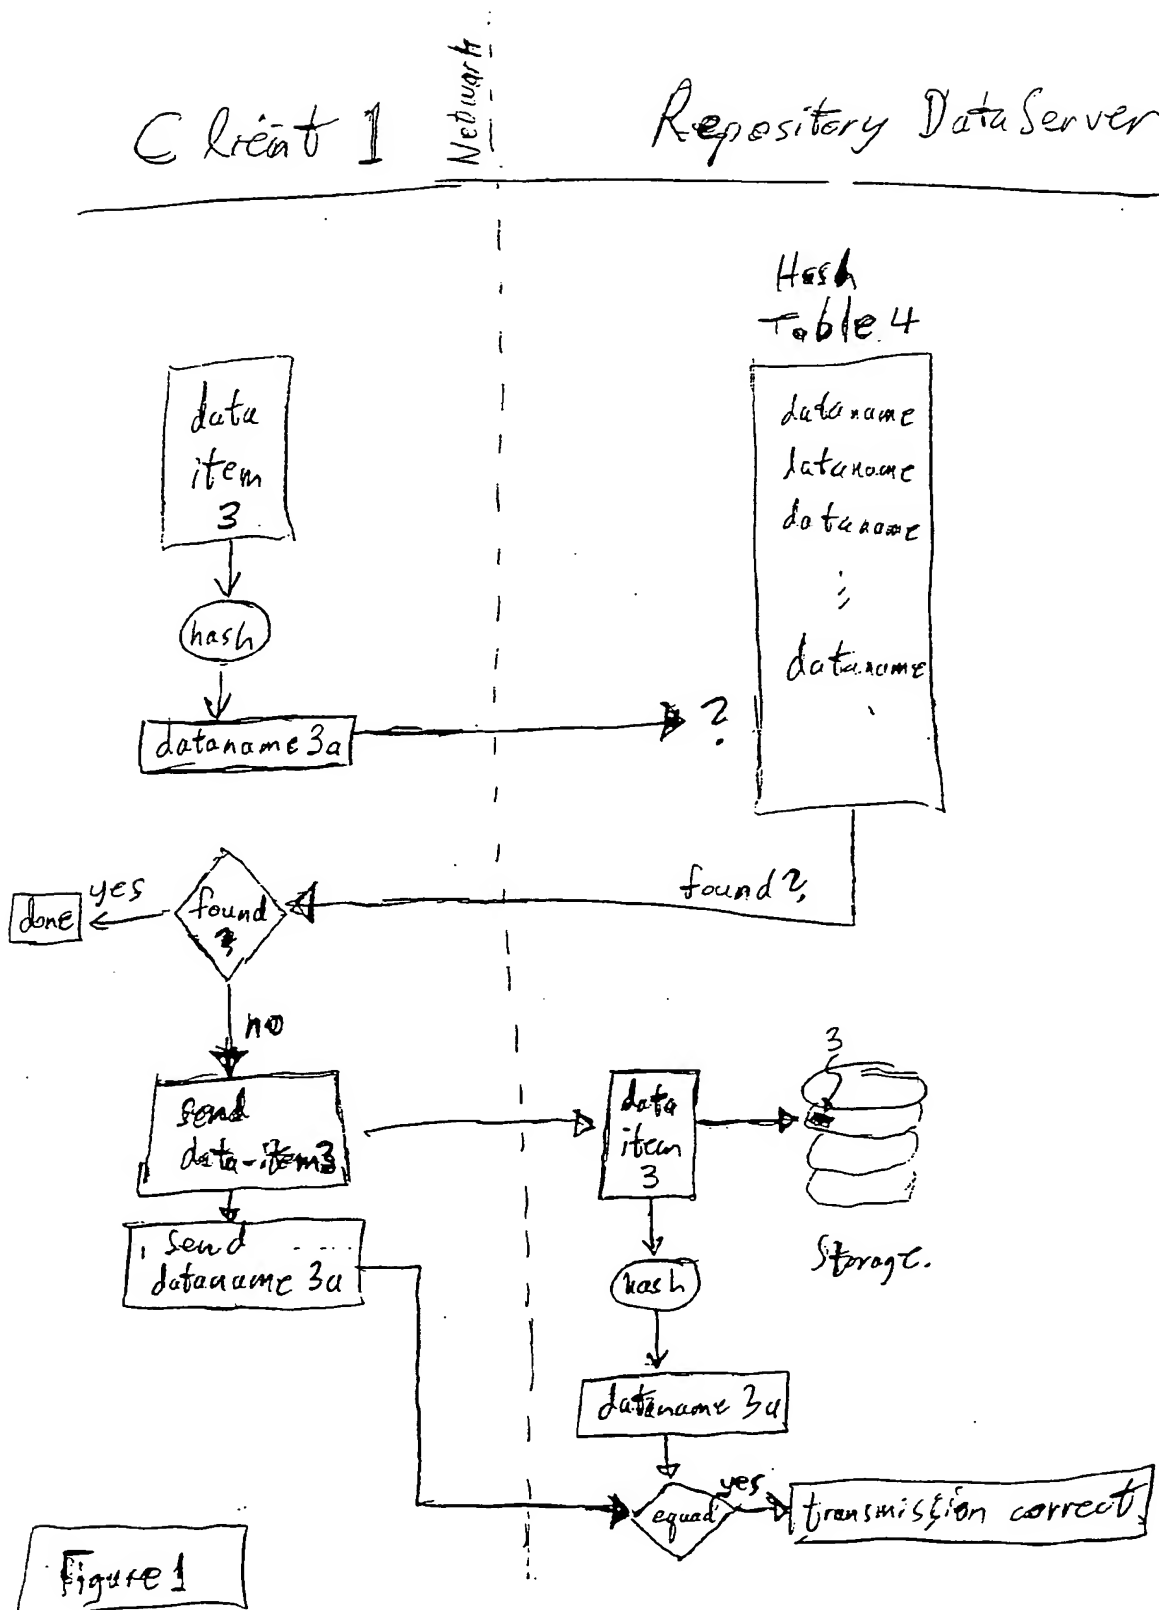 Network
Client 1
Repository Data Server
Hash
Table 4
data
item
3
dataname
dataname
dataname
dataname
hash
dataname 3a
?
found?
yes
done
found
?
no
send
data-item3
data
item
3
3
send
dataname 3a
hash
Storage.
dataname 3a
equal
yes
transmission correct
Figure 1